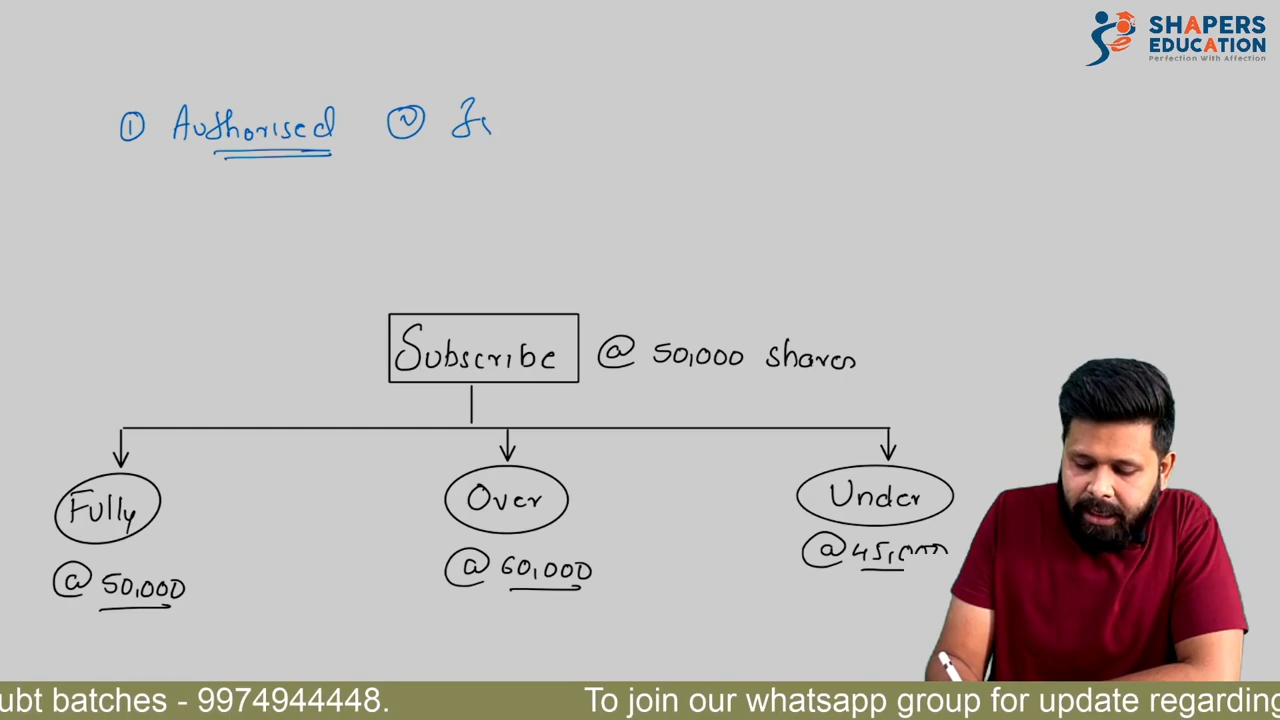 SHAPERS
EDUCATION
Perfection With Affection
① Authorised ②
Subscribe @ 50,000 shares
Fully Over Under
@ 50,000 @ 60,000 @ 45,000
ubt batches - 9974944448. To join our whatsapp group for update regarding